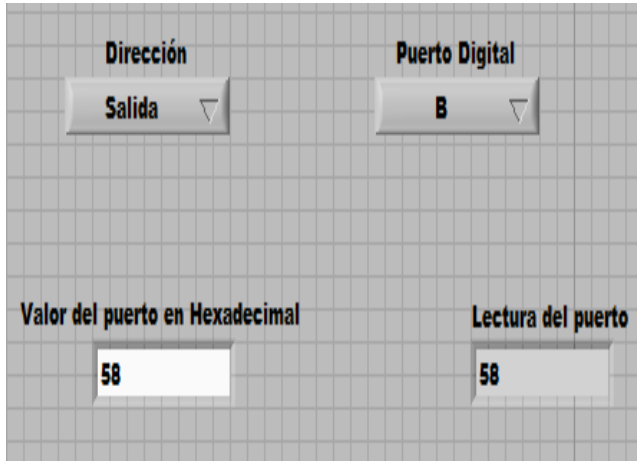 Dirección
Puerto Digital
Salida
B
Valor del puerto en Hexadecimal
Lectura del puerto
58
58